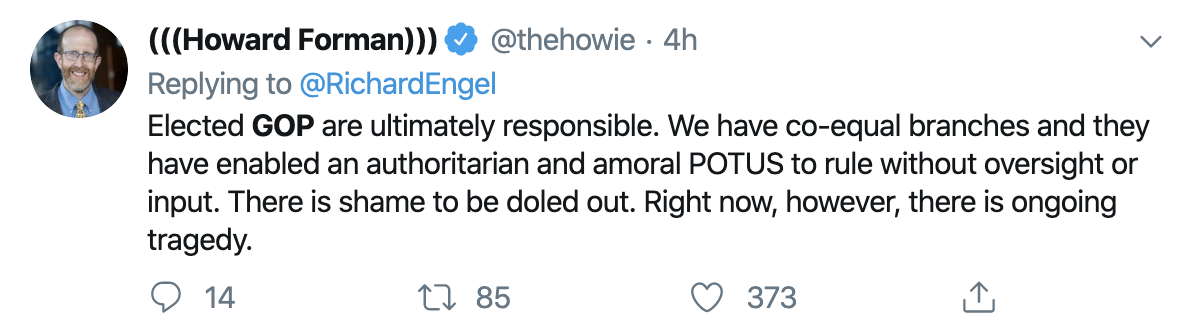 (((Howard Forman))) @thehowie · 4h
Replying to @RichardEngel
Elected GOP are ultimately responsible. We have co-equal branches and they
have enabled an authoritarian and amoral POTUS to rule without oversight or
input. There is shame to be doled out. Right now, however, there is ongoing
tragedy.
14 85 373